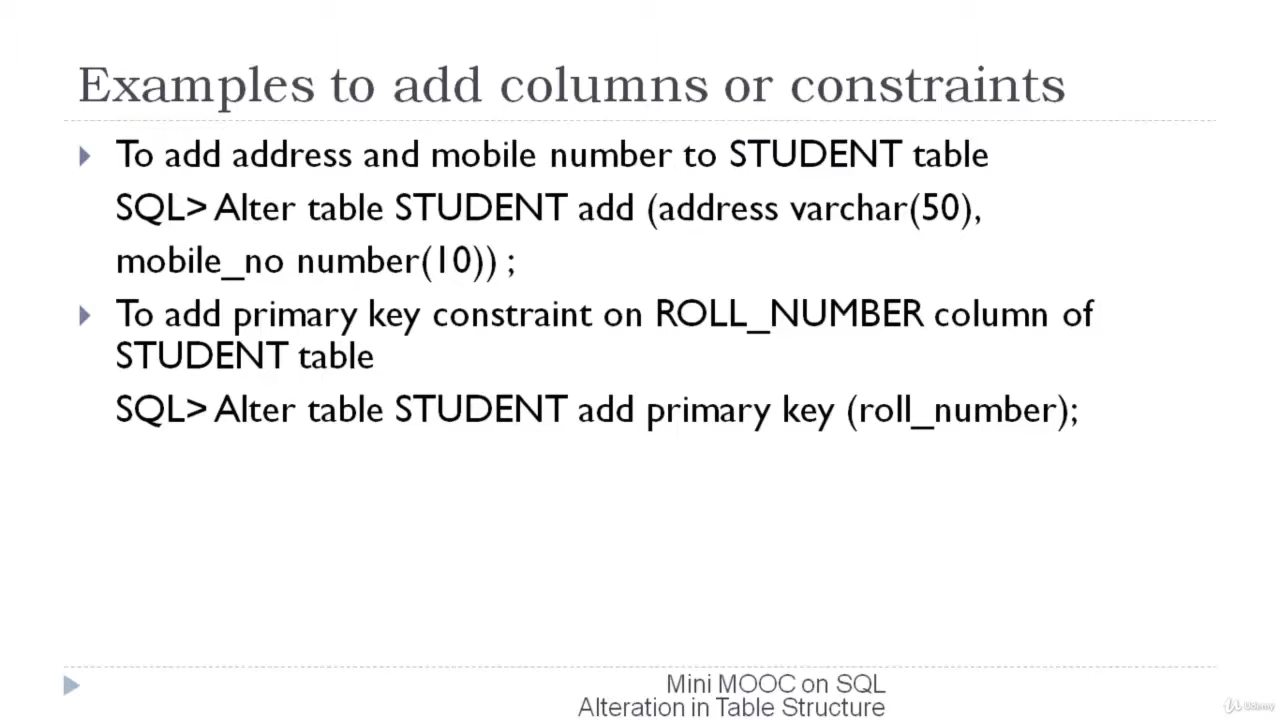 Examples to add columns or constraints
To add address and mobile number to STUDENT table
SQL> Alter table STUDENT add (address varchar(50),
mobile_no number(10)) ;
To add primary key constraint on ROLL_NUMBER column of
STUDENT table
SQL> Alter table STUDENT add primary key (roll_number);
Mini MOOC on SQL
Alteration in Table Structure
Udemy